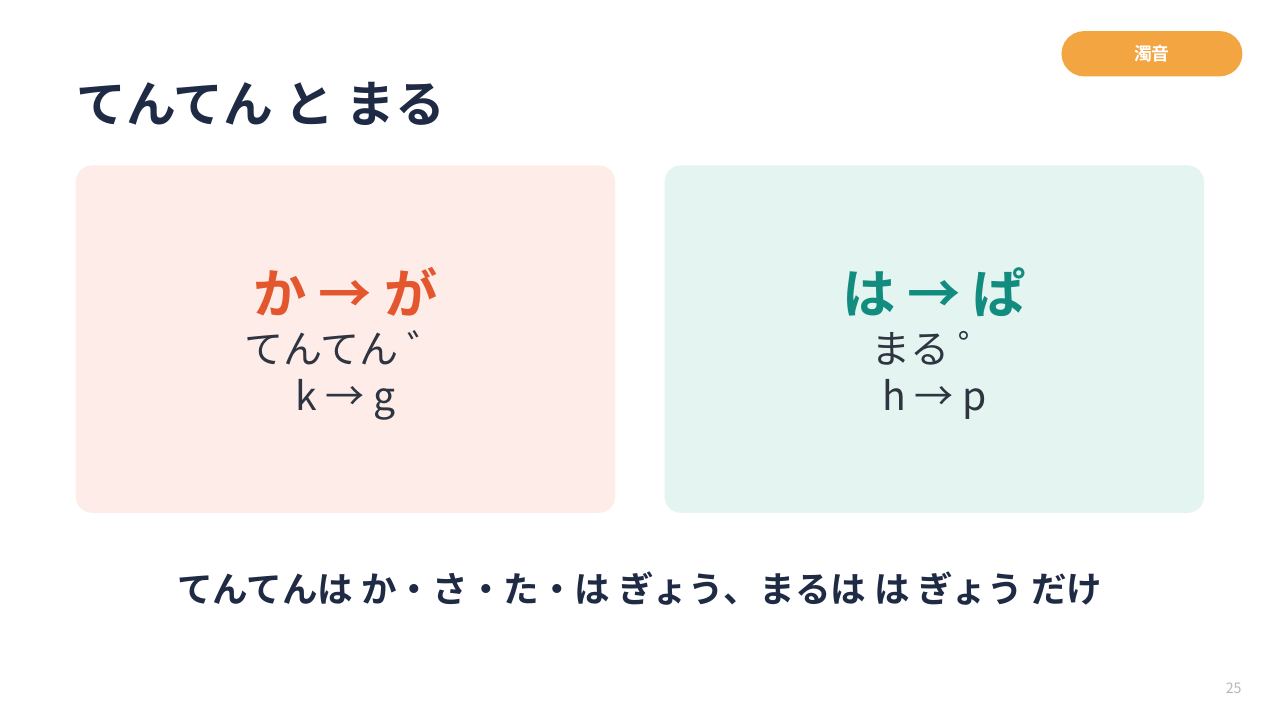 濁音
てんてん と まる
か → が
てんてん ゛
k → g
は → ぱ
まる ゜
h → p
てんてんは か・さ・た・は ぎょう、まるは は ぎょう だけ
25